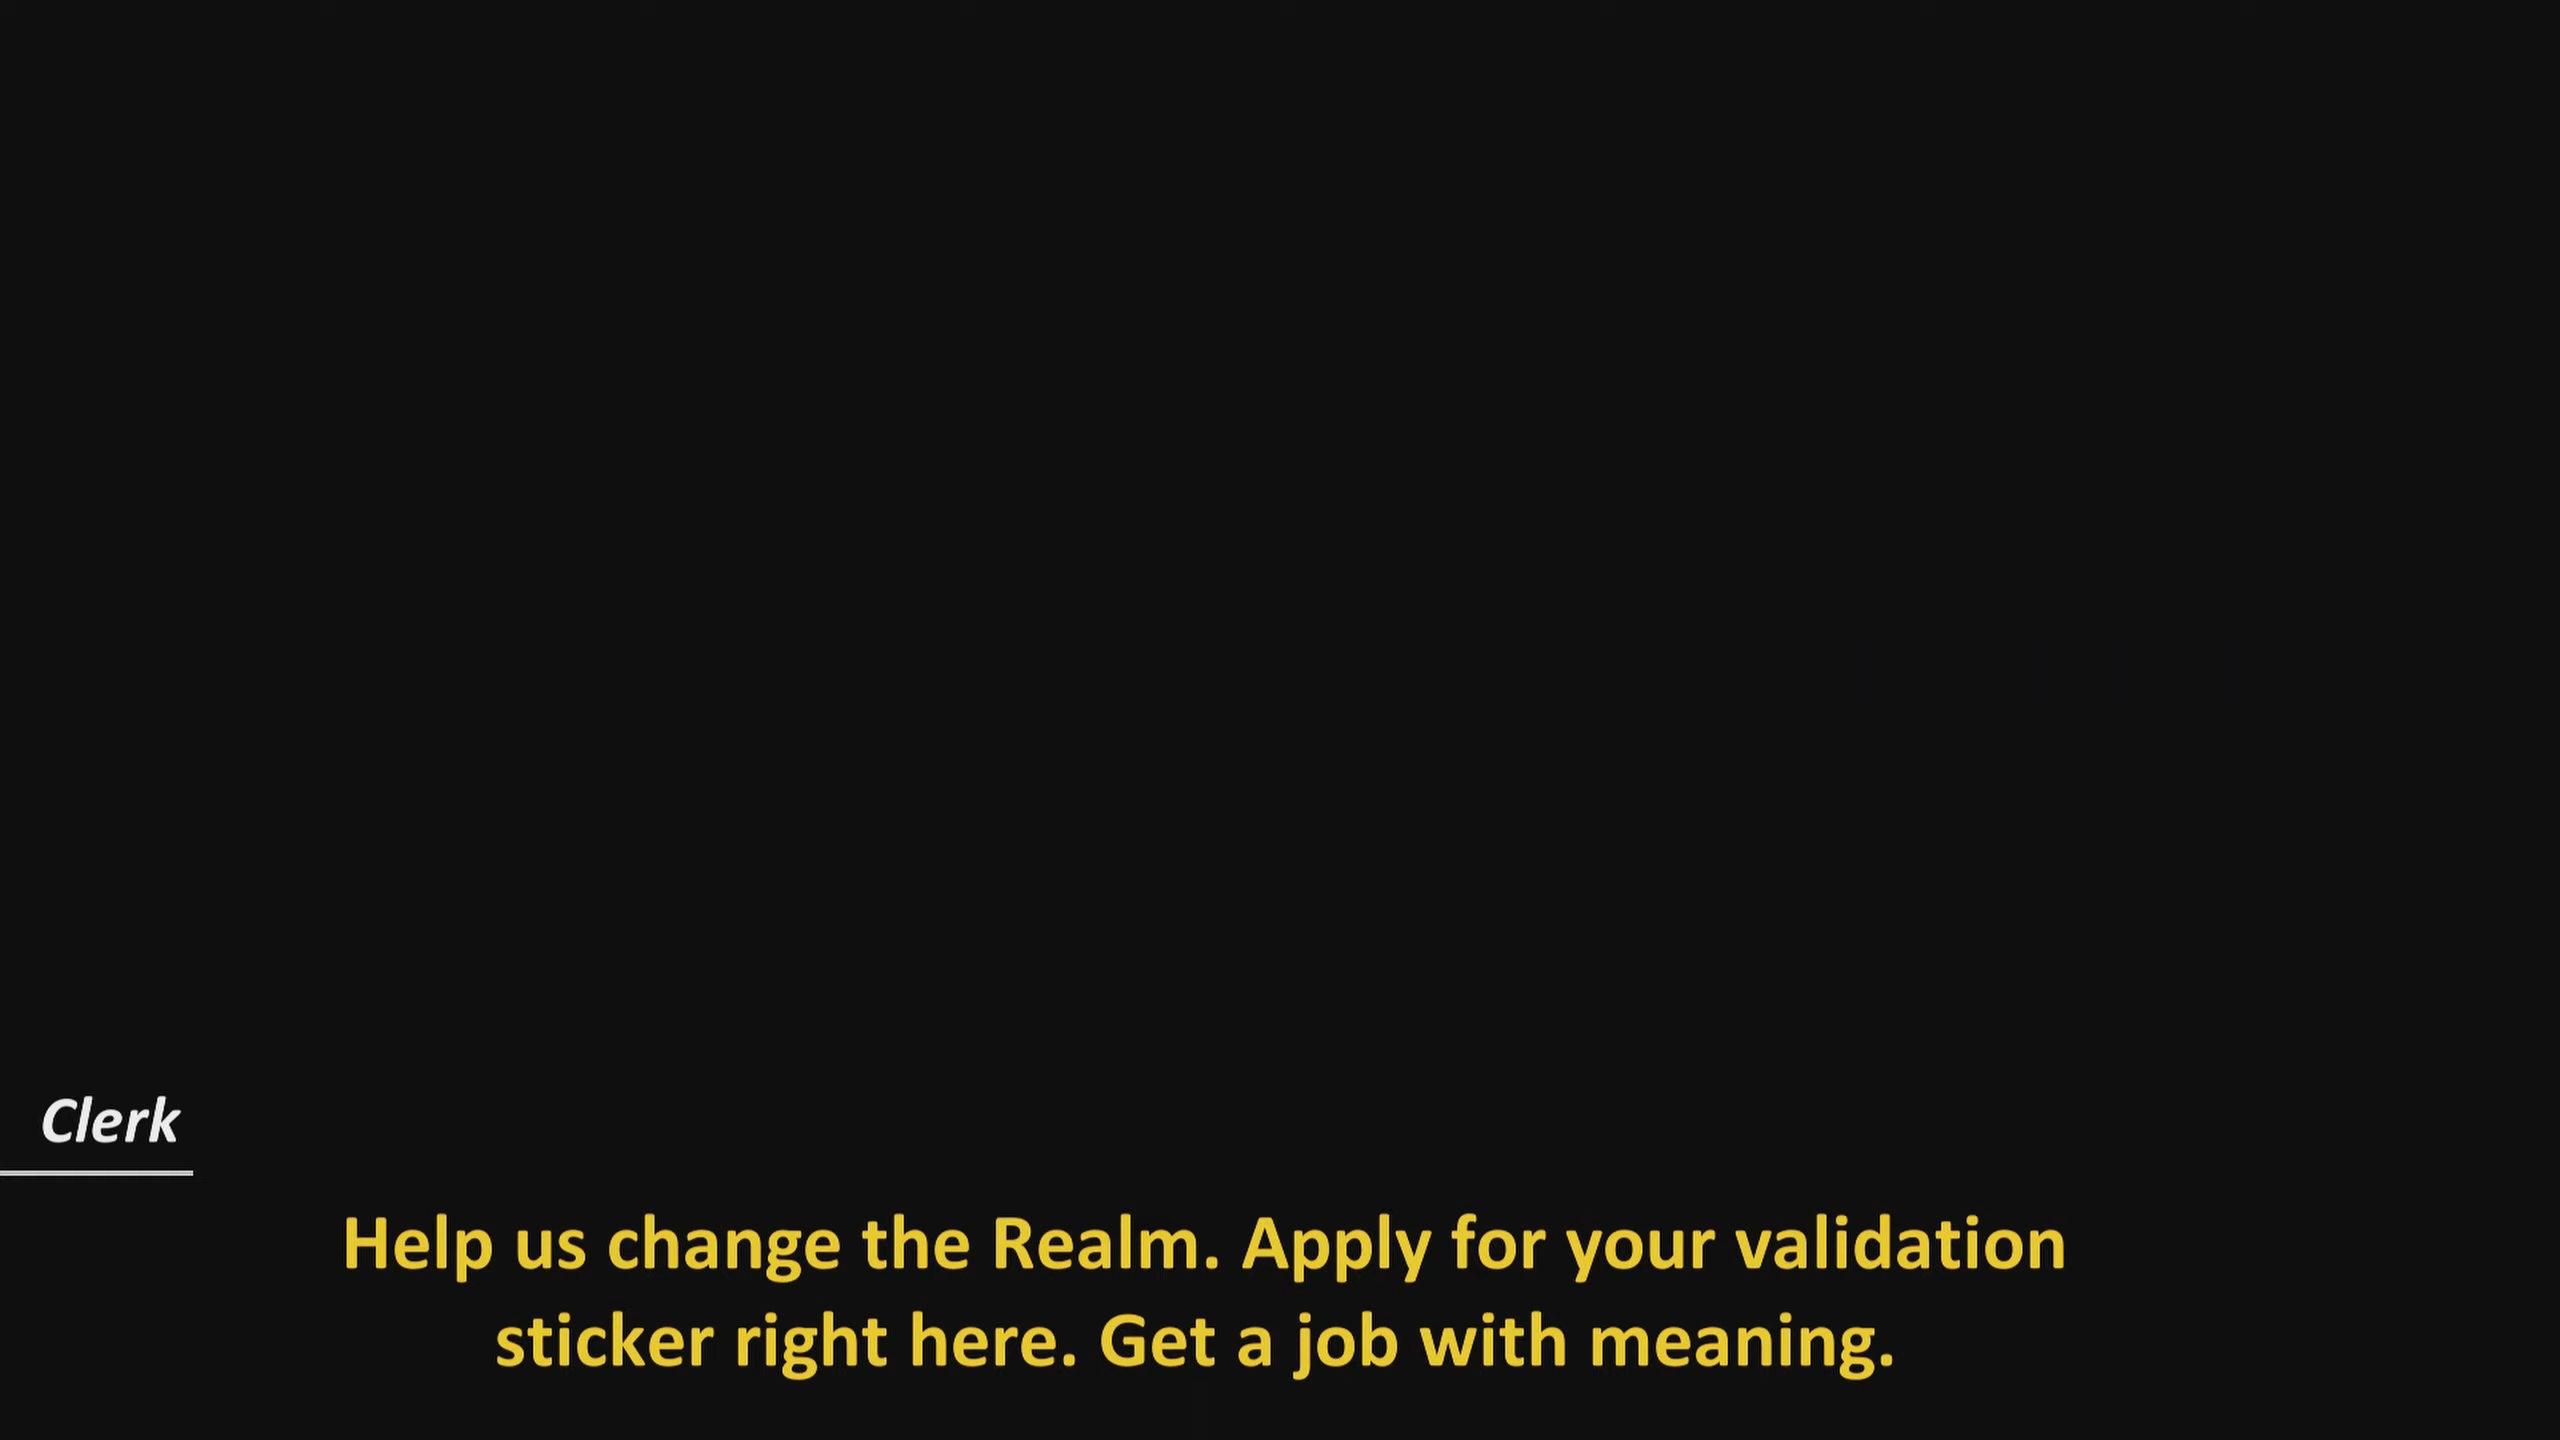 Clerk
Help us change the Realm. Apply for your validation
sticker right here. Get a job with meaning.